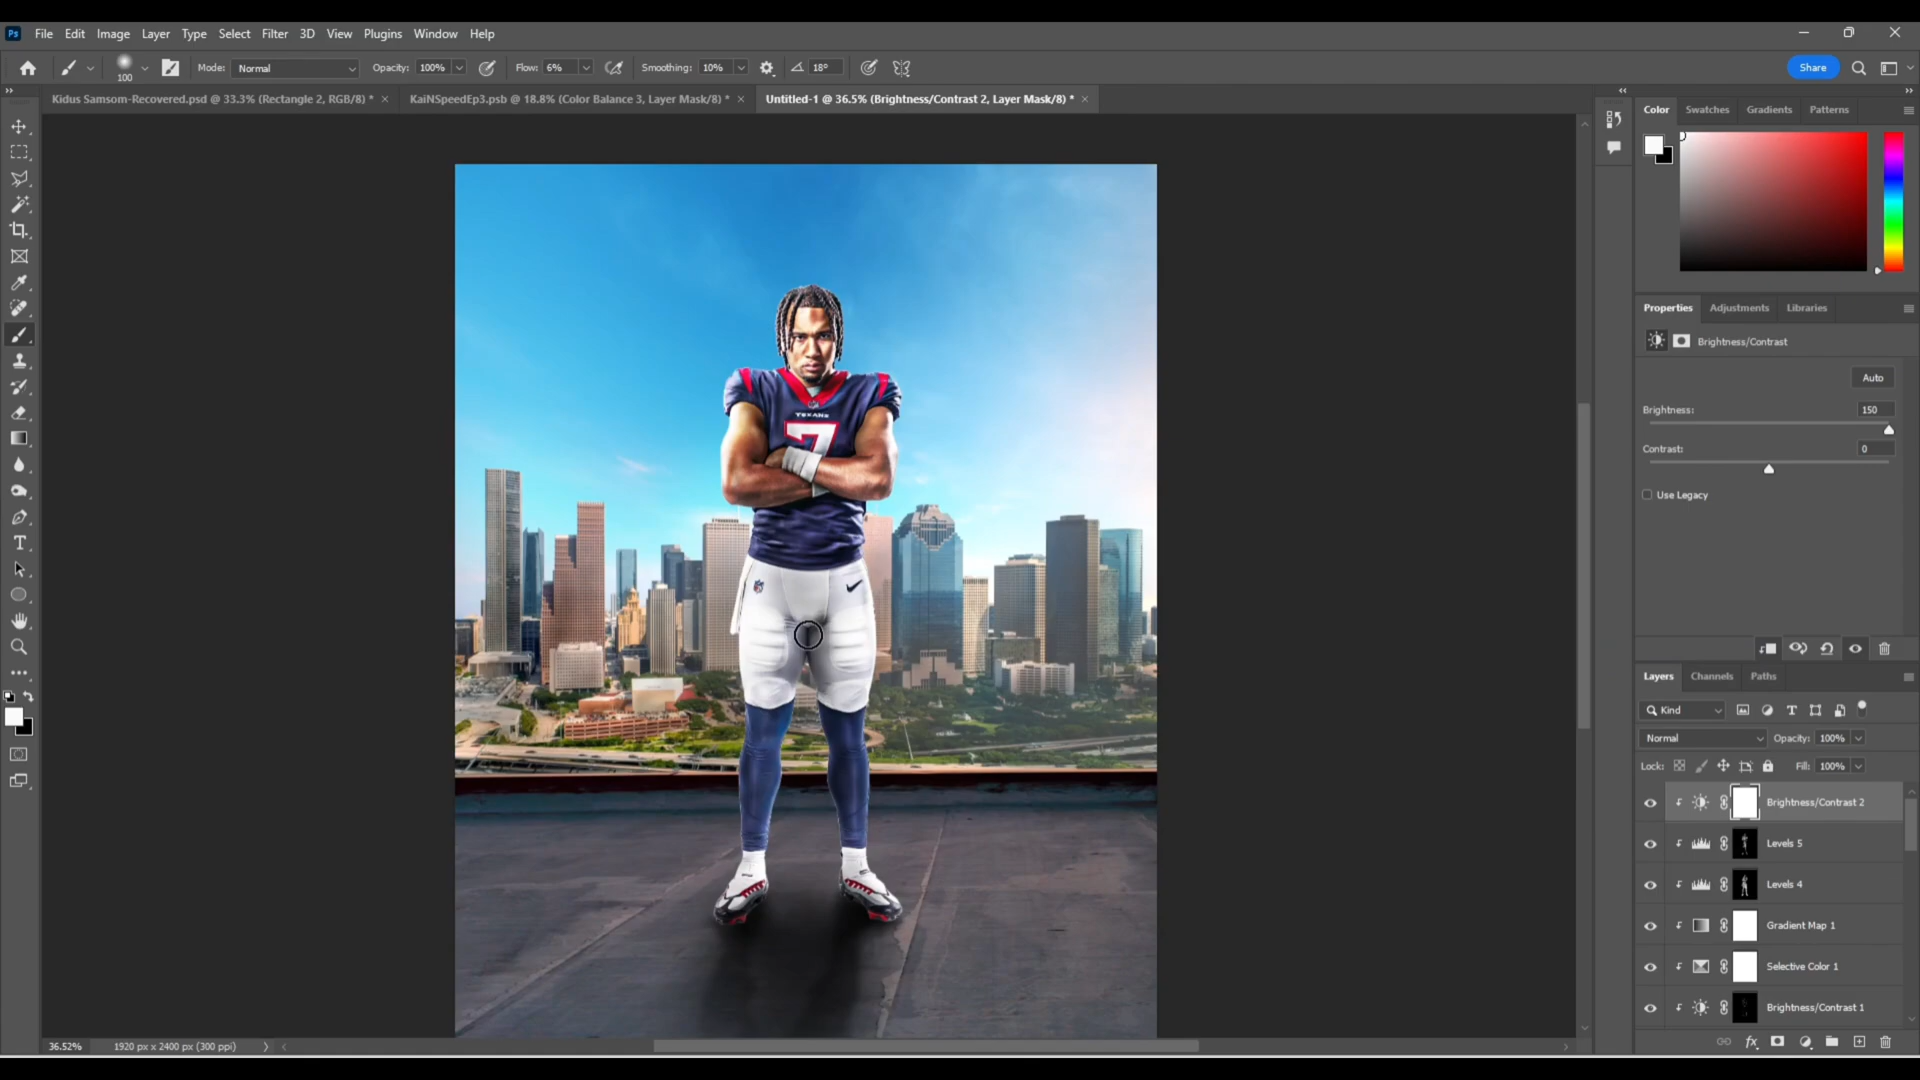 Ps File Edit Image Layer Type Select Filter 3D View Plugins Window Help
100 Mode: Normal Opacity: 100% Flow: 6% Smoothing: 10% 18° Share
Kidus Samsom-Recovered.psd @ 33.3% (Rectangle 2, RGB/8) * × KaiNSpeedEp3.psb @ 18.8% (Color Balance 3, Layer Mask/8) * × Untitled-1 @ 36.5% (Brightness/Contrast 2, Layer Mask/8) * ×
Color Swatches Gradients Patterns
Properties Adjustments Libraries
Brightness/Contrast
Auto
Brightness: 150
Contrast: 0
Use Legacy
TEXANS
7
Layers Channels Paths
Kind
Normal Opacity: 100%
Lock: Fill: 100%
Brightness/Contrast 2
Levels 5
Levels 4
Gradient Map 1
Selective Color 1
Brightness/Contrast 1
36.52% 1920 px x 2400 px (300 ppi)